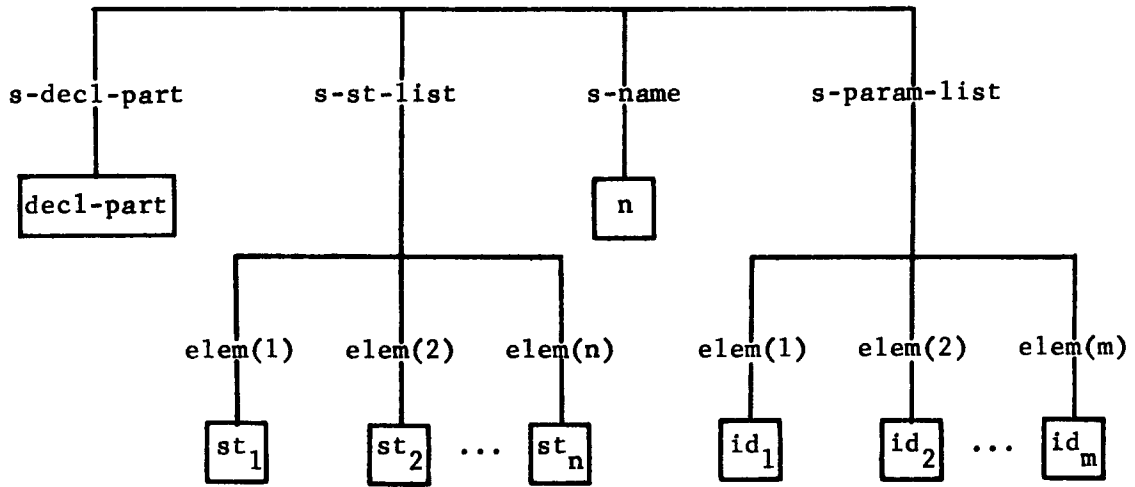 s-decl-part s-st-list s-name s-param-list
decl-part n
elem(1) elem(2) elem(n) elem(1) elem(2) elem(m)
st₁ st₂ ... stₙ id₁ id₂ ... idₘ